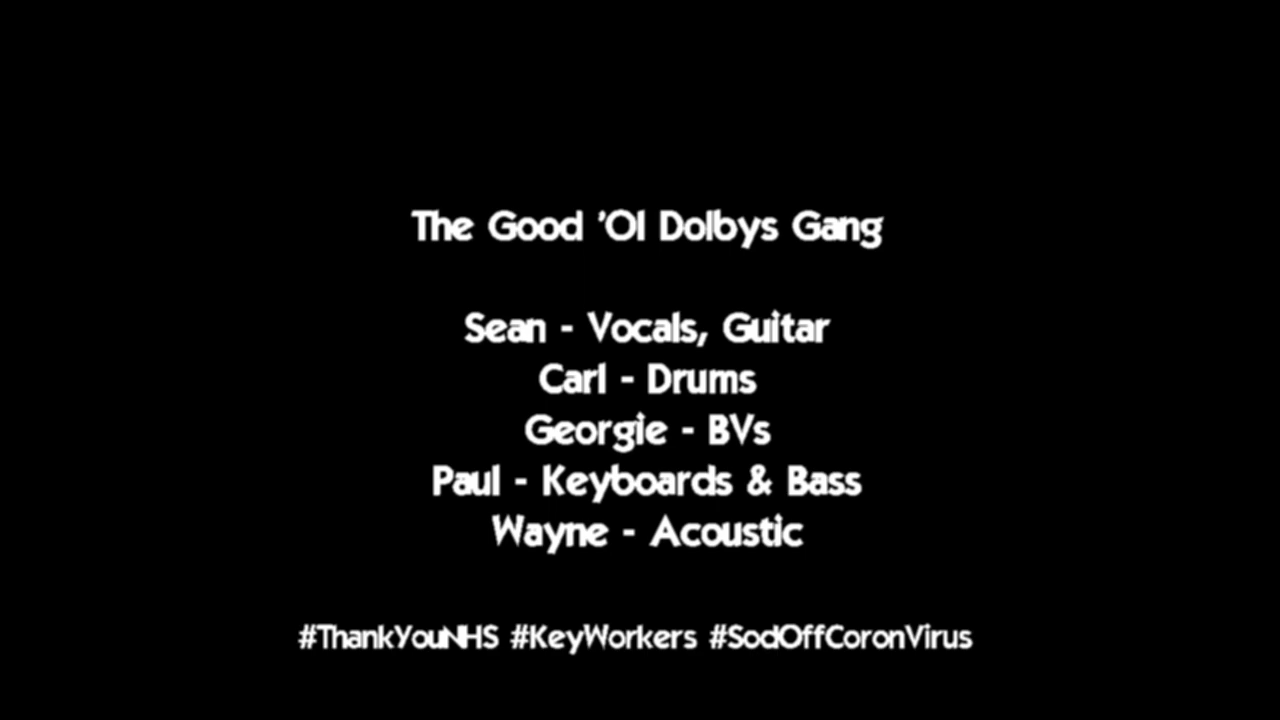 The Good 'Ol Dolbys Gang
Sean - Vocals, Guitar
Carl - Drums
Georgie - BVs
Paul - Keyboards & Bass
Wayne - Acoustic
#ThankYouNHS #KeyWorkers #SodOffCoronVirus